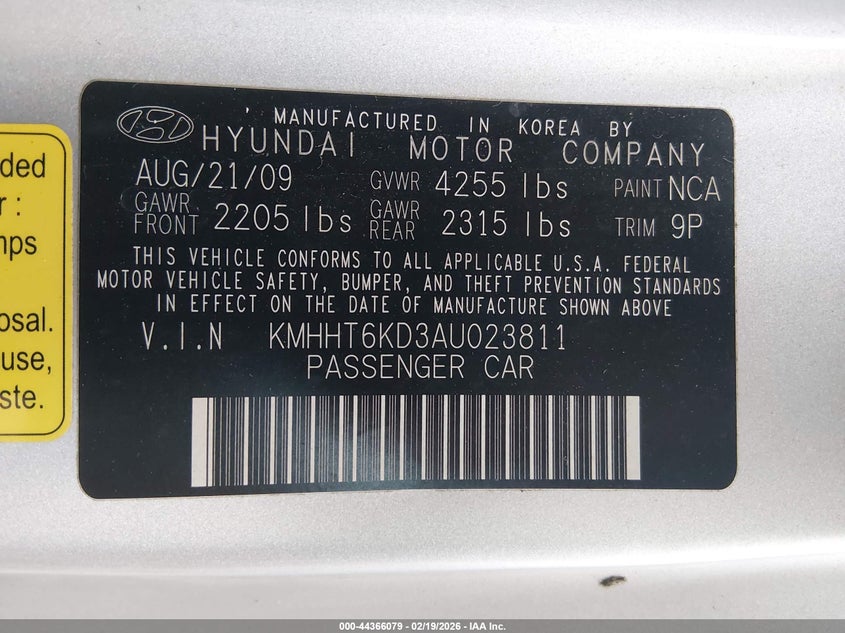 ' MANUFACTURED IN KOREA BY
HYUNDAI MOTOR COMPANY
AUG/21/09 GVWR 4255 lbs PAINT NCA
GAWR FRONT 2205 lbs GAWR REAR 2315 lbs TRIM 9P
THIS VEHICLE CONFORMS TO ALL APPLICABLE U.S.A. FEDERAL
MOTOR VEHICLE SAFETY, BUMPER, AND THEFT PREVENTION STANDARDS
IN EFFECT ON THE DATE OF MANUFACTURE SHOWN ABOVE
V.I.N KMHHT6KD3AU023811
PASSENGER CAR
ded
r :
mps
osal.
use,
ste.
000-44366079 - 02/19/2026 - IAA Inc.